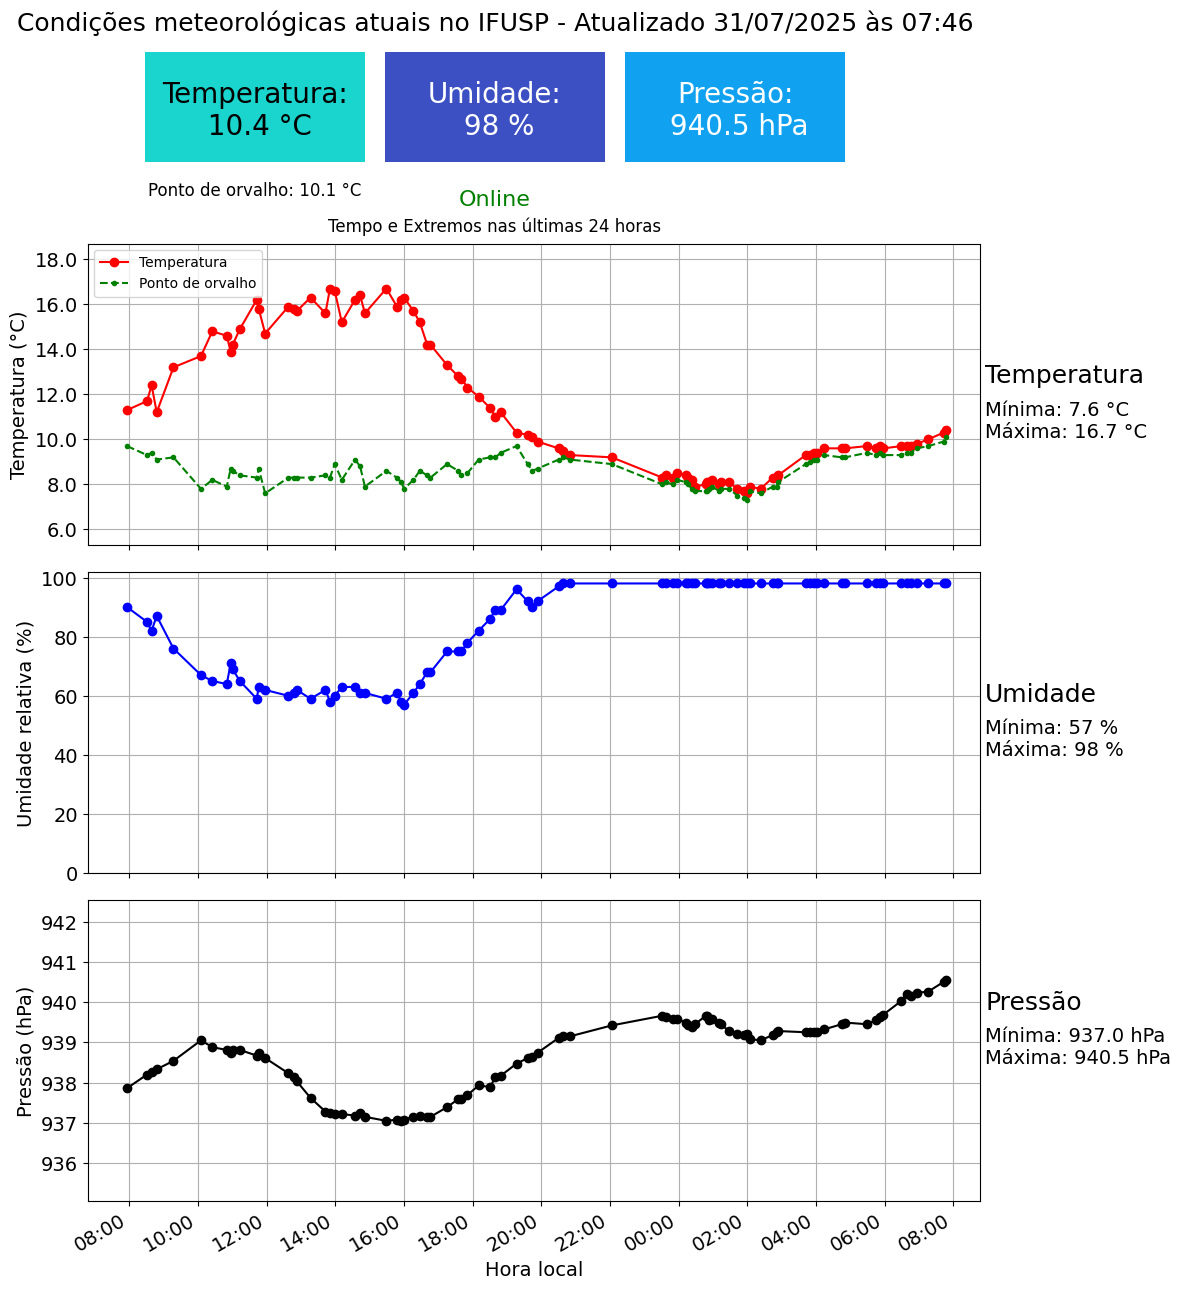 Condições meteorológicas atuais no IFUSP - Atualizado 31/07/2025 às 07:46
Temperatura:
10.4 °C
Umidade:
98 %
Pressão:
940.5 hPa
Ponto de orvalho: 10.1 °C
Online
Tempo e Extremos nas últimas 24 horas
Temperatura (°C)
18.0
16.0
14.0
12.0
10.0
8.0
6.0
Temperatura
Ponto de orvalho
Temperatura
Mínima: 7.6 °C
Máxima: 16.7 °C
Umidade relativa (%)
100
80
60
40
20
0
Umidade
Mínima: 57 %
Máxima: 98 %
Pressão (hPa)
942
941
940
939
938
937
936
Pressão
Mínima: 937.0 hPa
Máxima: 940.5 hPa
08:00
10:00
12:00
14:00
16:00
18:00
20:00
22:00
00:00
02:00
04:00
06:00
08:00
Hora local